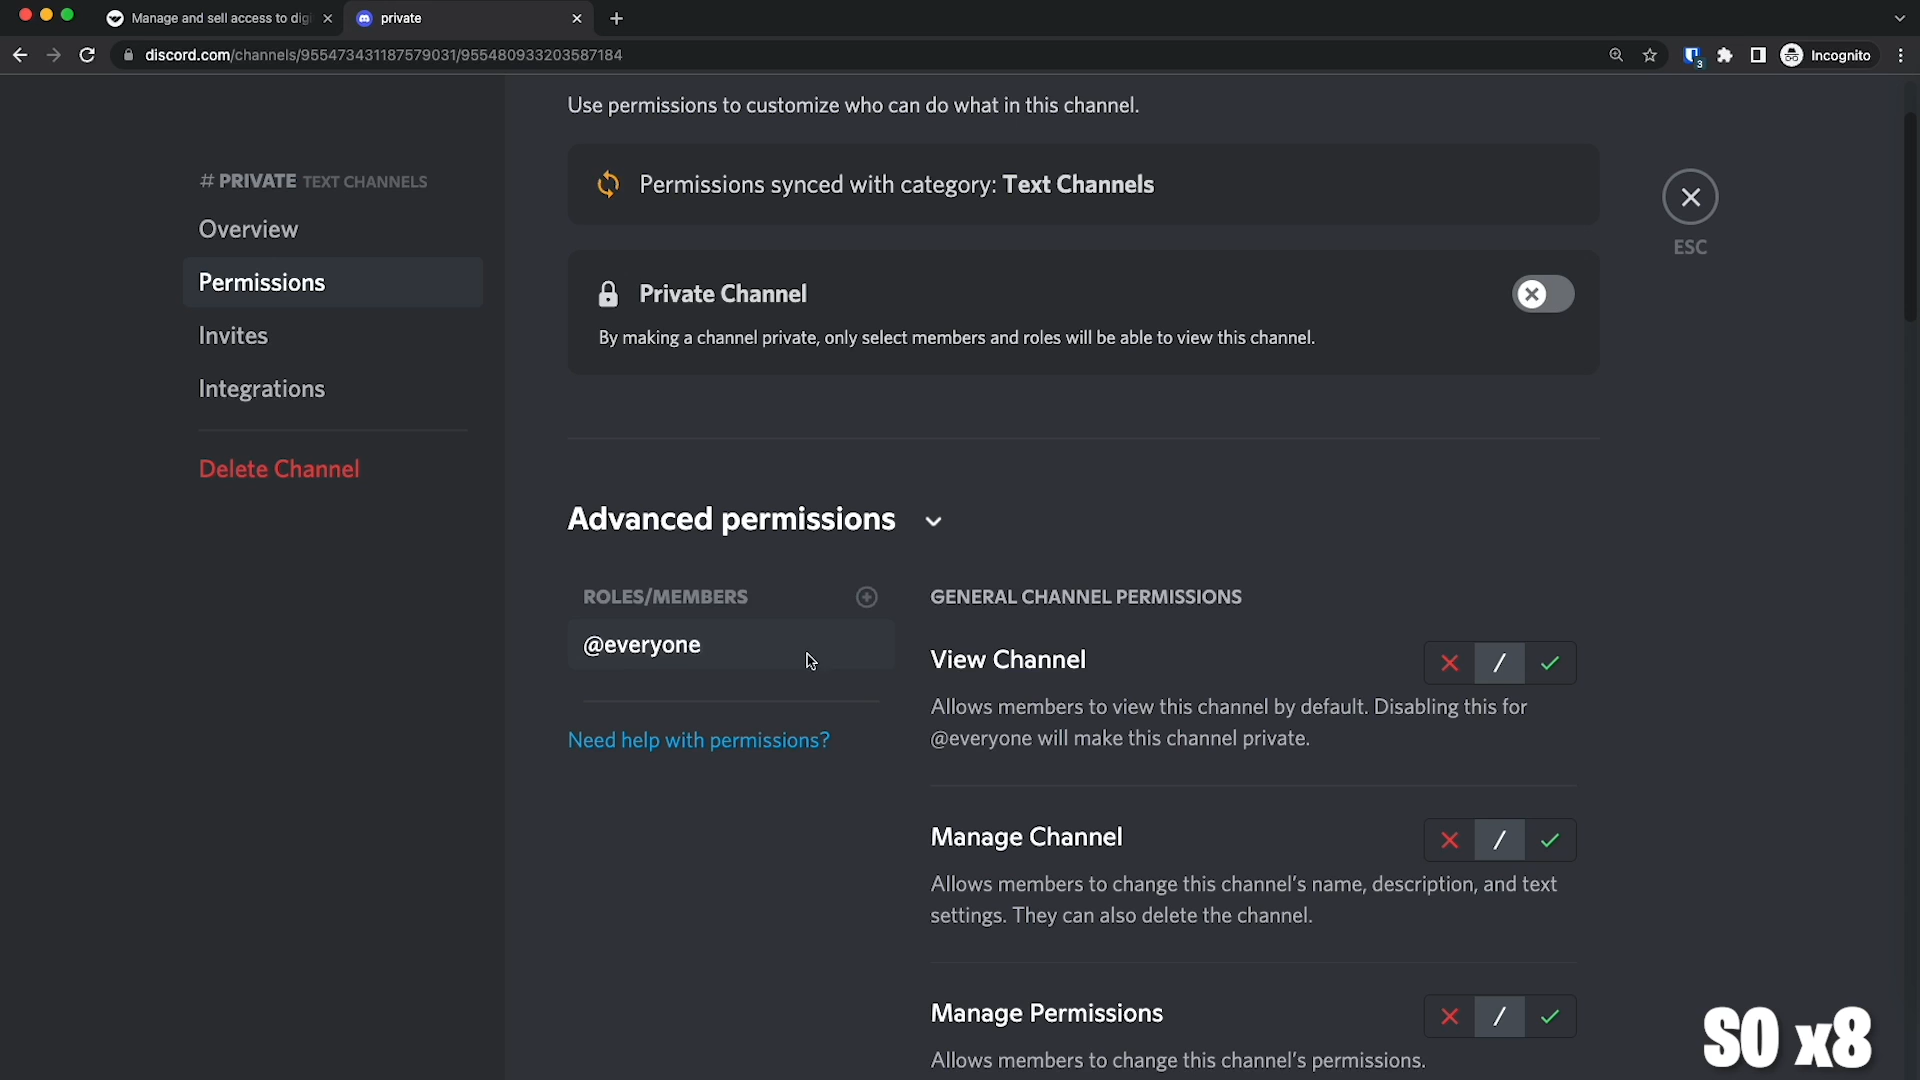 Manage and sell access to digi
private
discord.com/channels/955473431187579031/955480933203587184
3
Incognito
Use permissions to customize who can do what in this channel.
# PRIVATE TEXT CHANNELS
Overview
Permissions
Invites
Integrations
Delete Channel
Permissions synced with category: Text Channels
Private Channel
By making a channel private, only select members and roles will be able to view this channel.
ESC
Advanced permissions
ROLES/MEMBERS
@everyone
Need help with permissions?
GENERAL CHANNEL PERMISSIONS
View Channel
Allows members to view this channel by default. Disabling this for
@everyone will make this channel private.
Manage Channel
Allows members to change this channel's name, description, and text
settings. They can also delete the channel.
Manage Permissions
Allows members to change this channel's permissions.
SO x8